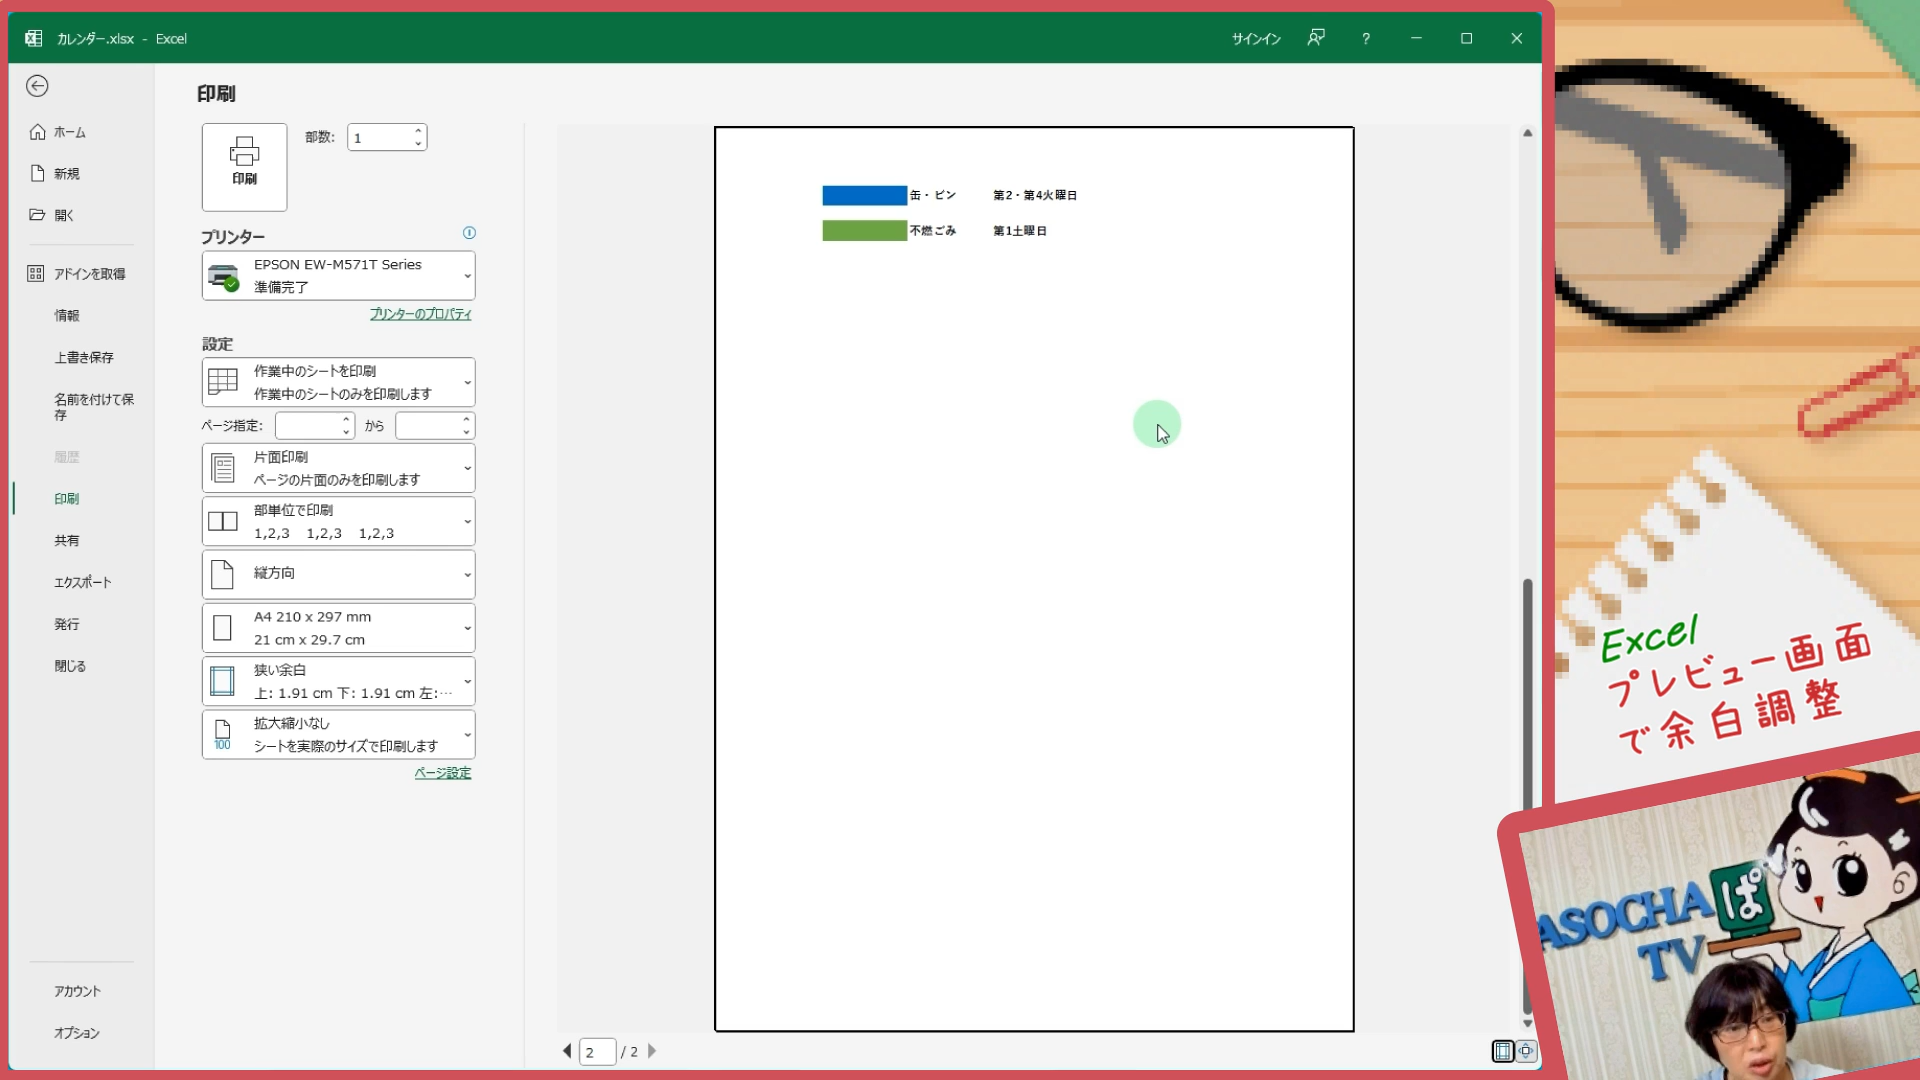 カレンダー.xlsx - Excel
サインイン
?
印刷
ホーム
新規
開く
アドインを取得
情報
上書き保存
名前を付けて保存
履歴
印刷
共有
エクスポート
発行
閉じる
アカウント
オプション
印刷
部数: 1
プリンター
EPSON EW-M571T Series
準備完了
プリンターのプロパティ
設定
作業中のシートを印刷
作業中のシートのみを印刷します
ページ指定: から
片面印刷
ページの片面のみを印刷します
部単位で印刷
1,2,3 1,2,3 1,2,3
縦方向
A4 210 x 297 mm
21 cm x 29.7 cm
狭い余白
上: 1.91 cm 下: 1.91 cm 左:…
100
拡大縮小なし
シートを実際のサイズで印刷します
ページ設定
缶・ビン 第2・第4火曜日
不燃ごみ 第1土曜日
2 / 2
Excel
プレビュー画面
で余白調整
ASOCHA ぱ
TV